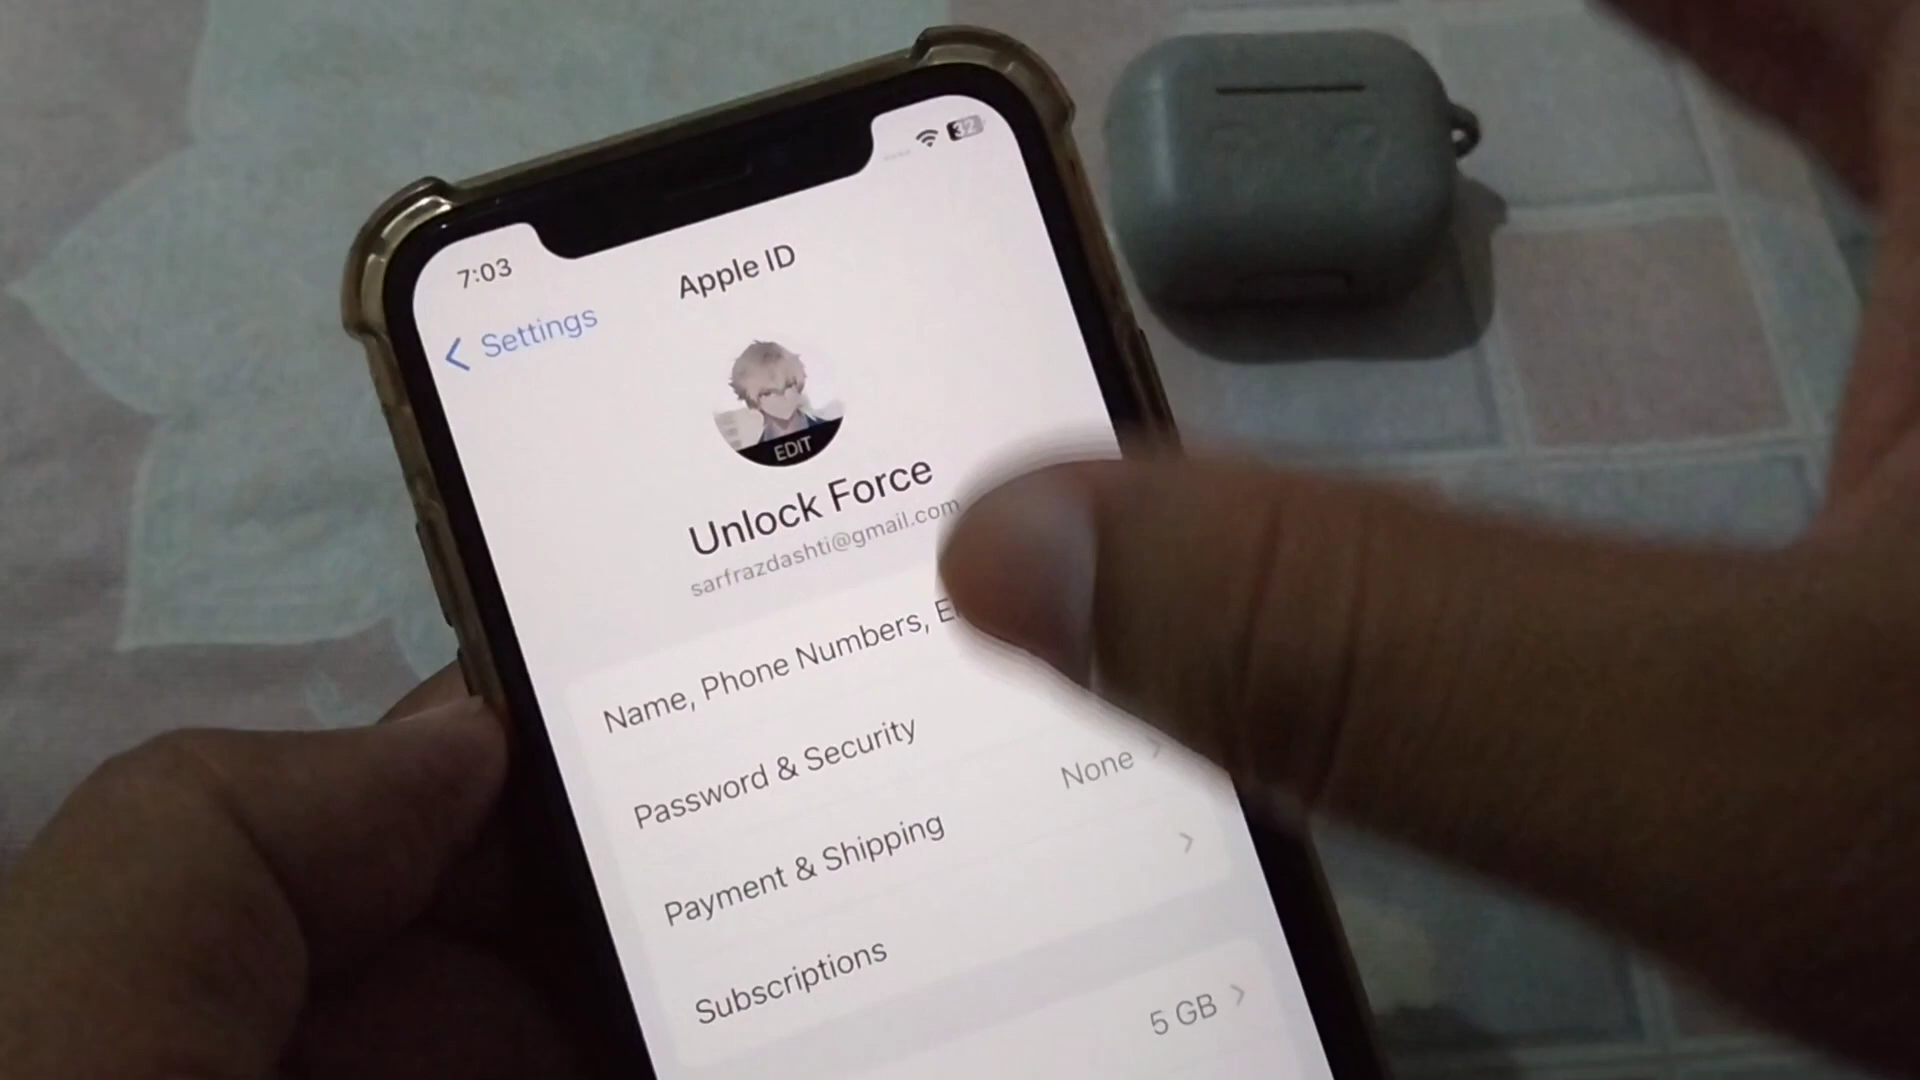 7:03
32
Settings
Apple ID
EDIT
Unlock Force
sarfrazdashti@gmail.com
Name, Phone Numbers,
Password & Security
Payment & Shipping
None
Subscriptions
5 GB